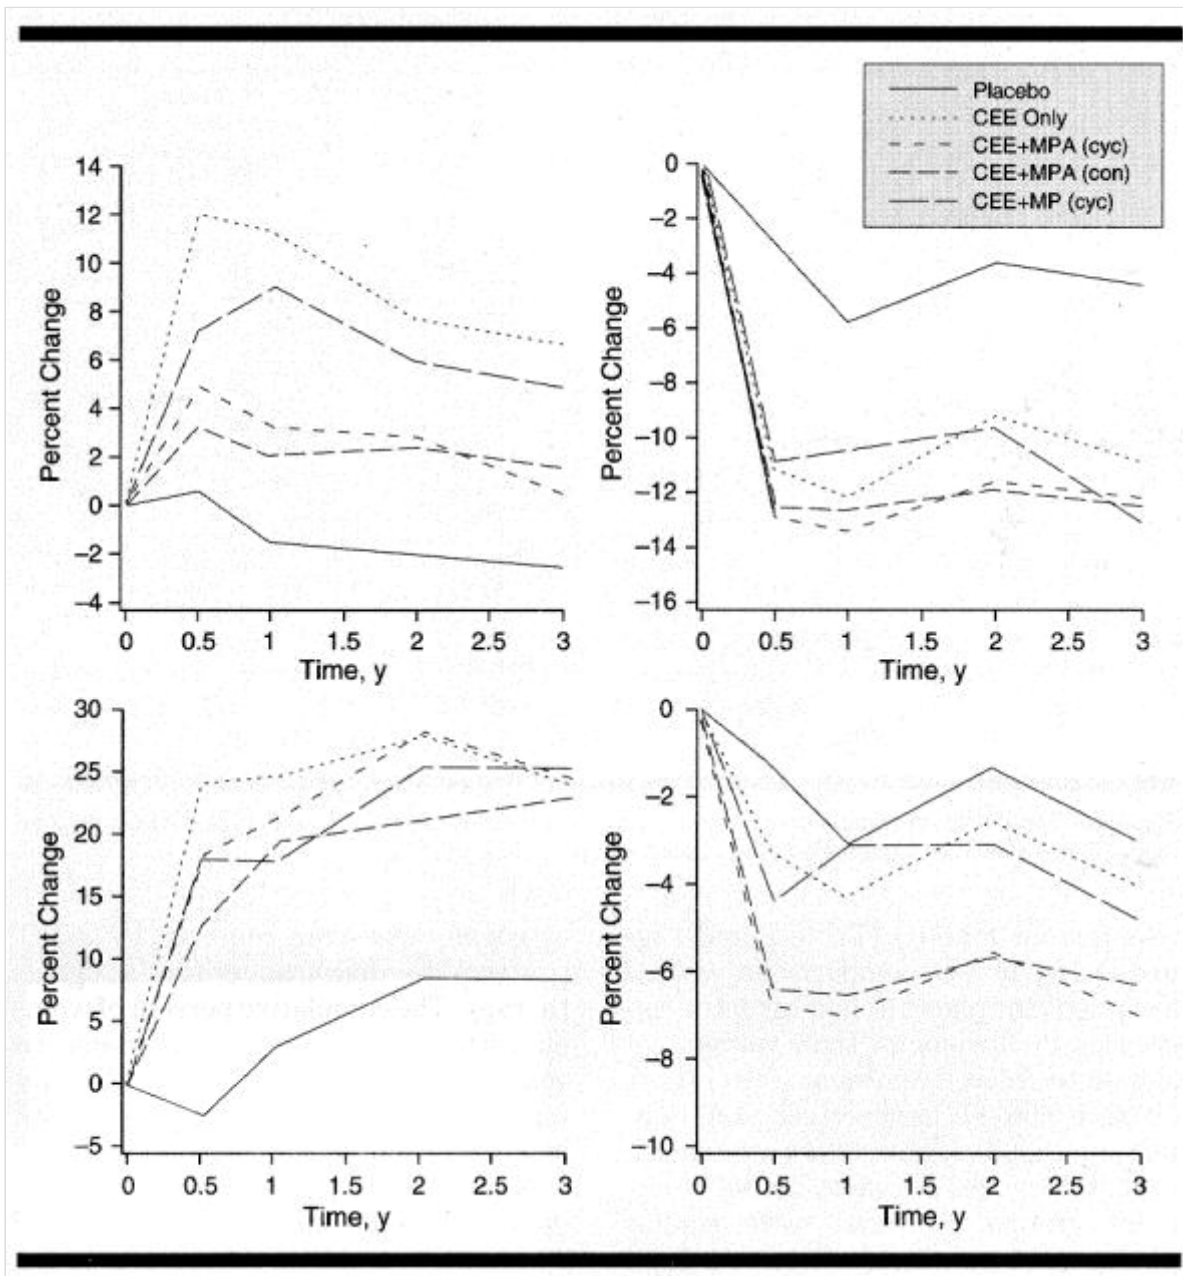 Placebo
CEE Only
CEE+MPA (cyc)
CEE+MPA (con)
CEE+MP (cyc)
Percent Change
14
12
10
8
6
4
2
0
–2
–4
0 0.5 1 1.5 2 2.5 3
Time, y
Percent Change
0
–2
–4
–6
–8
–10
–12
–14
–16
0 0.5 1 1.5 2 2.5 3
Time, y
Percent Change
30
25
20
15
10
5
0
–5
0 0.5 1 1.5 2 2.5 3
Time, y
Percent Change
0
–2
–4
–6
–8
–10
0 0.5 1 1.5 2 2.5 3
Time, y